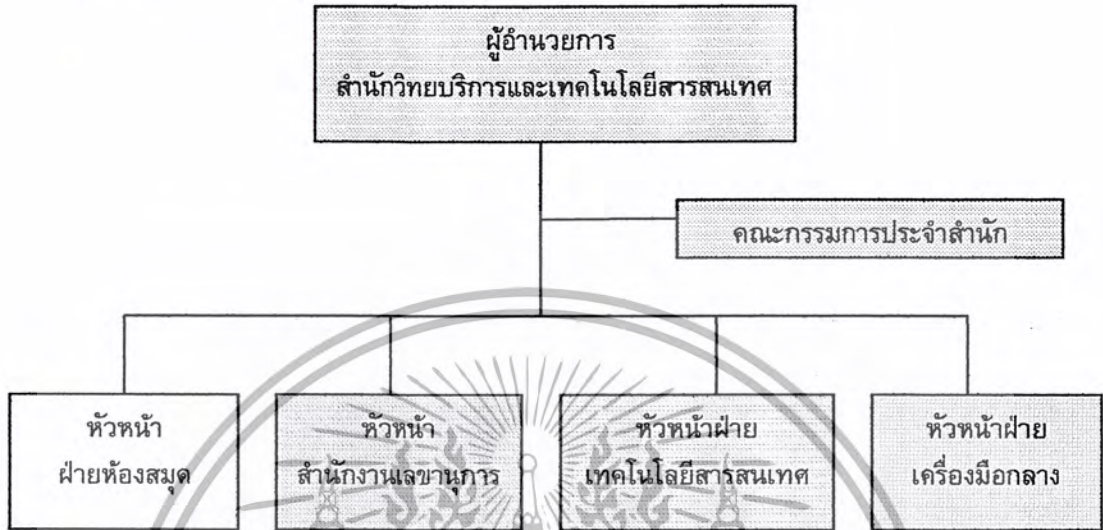 ผู้อำนวยการ
สำนักวิทยบริการและเทคโนโลยีสารสนเทศ
คณะกรรมการประจำสำนัก
หัวหน้า
ฝ่ายห้องสมุด
หัวหน้า
สำนักงานเลขานุการ
หัวหน้าฝ่าย
เทคโนโลยีสารสนเทศ
หัวหน้าฝ่าย
เครื่องมือกลาง